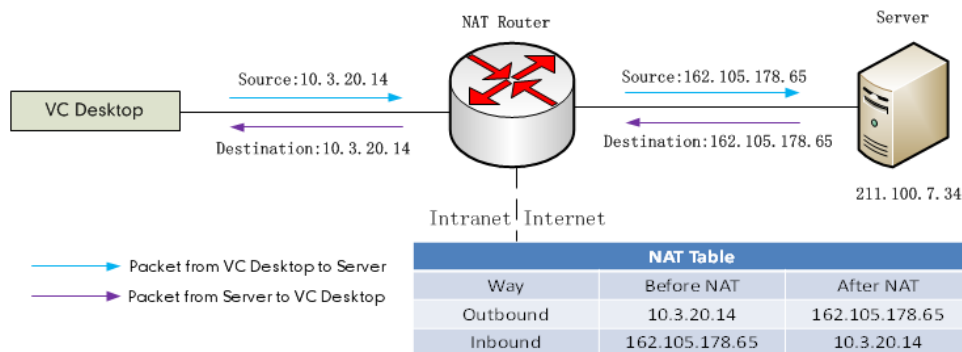 NAT Router
Server
Source:10.3.20.14
Source:162.105.178.65
VC Desktop
Destination:10.3.20.14
Destination:162.105.178.65
211.100.7.34
Intranet
Internet
Packet from VC Desktop to Server
Packet from Server to VC Desktop
NAT Table
Way Before NAT After NAT
Outbound 10.3.20.14 162.105.178.65
Inbound 162.105.178.65 10.3.20.14